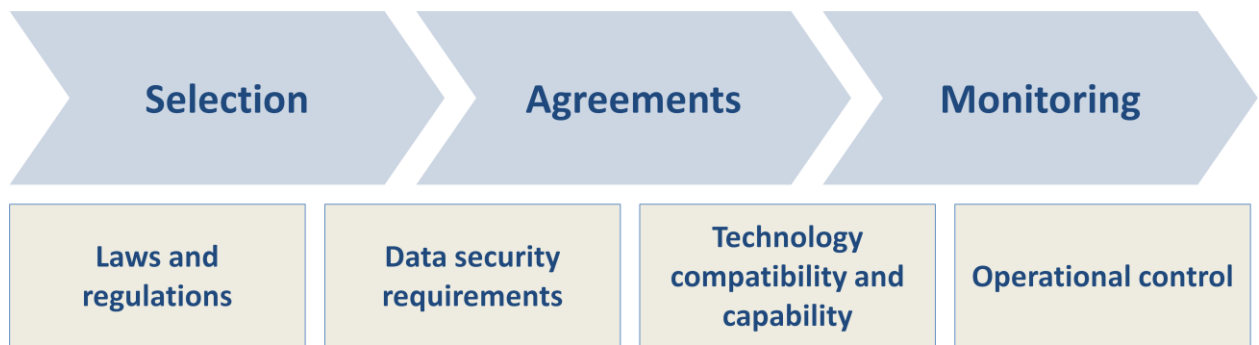 Selection
Agreements
Monitoring
Laws and
regulations
Data security
requirements
Technology
compatibility and
capability
Operational control